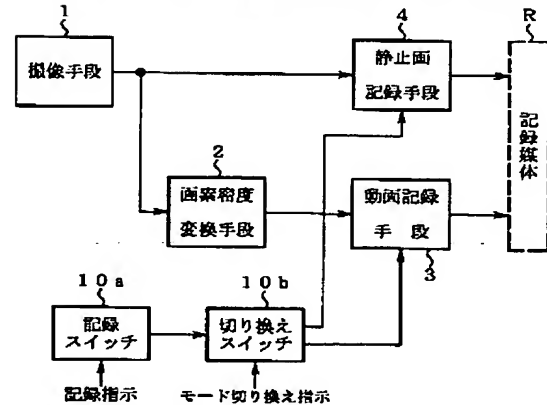 1
撮像手段
4
静止画
記録手段
R
記録媒体
2
画素密度
変換手段
動画記録
手 段
3
10a
記録
スイッチ
10b
切り換え
スイッチ
記録指示
モード切り換え指示